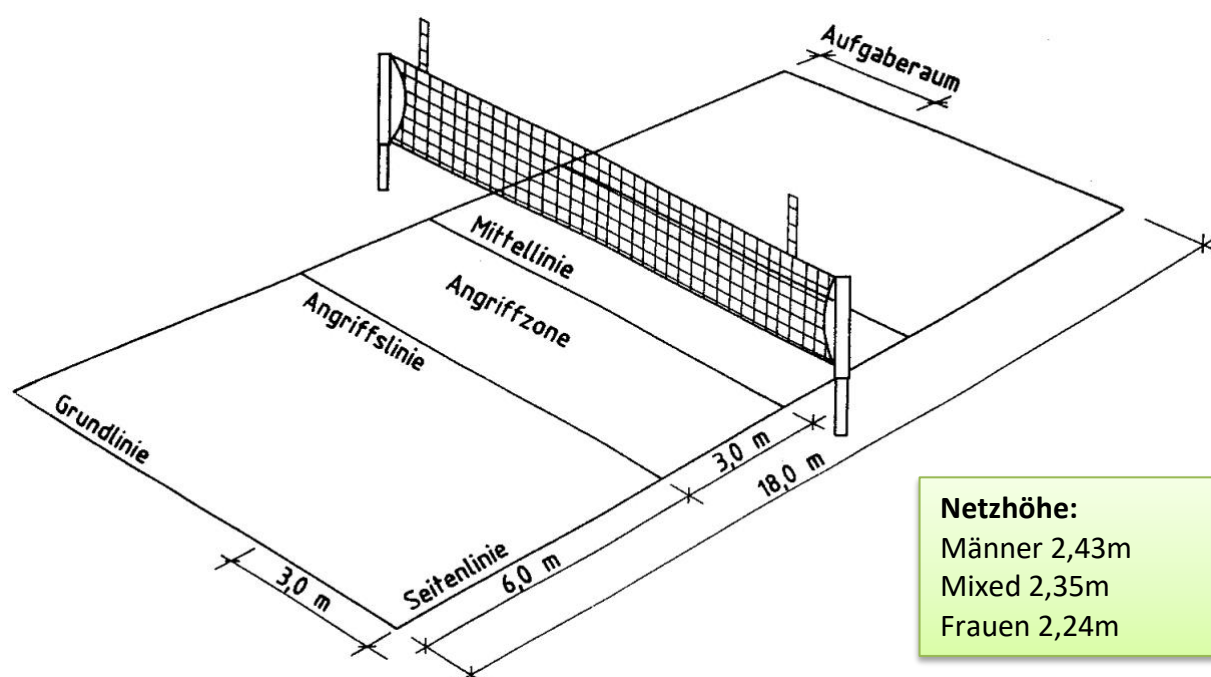 Aufgaberaum
Mittellinie
Angriffzone
Angriffslinie
Grundlinie
Seitenlinie
3,0 m
6,0 m
3,0 m
18,0 m
Netzhöhe:
Männer 2,43m
Mixed 2,35m
Frauen 2,24m